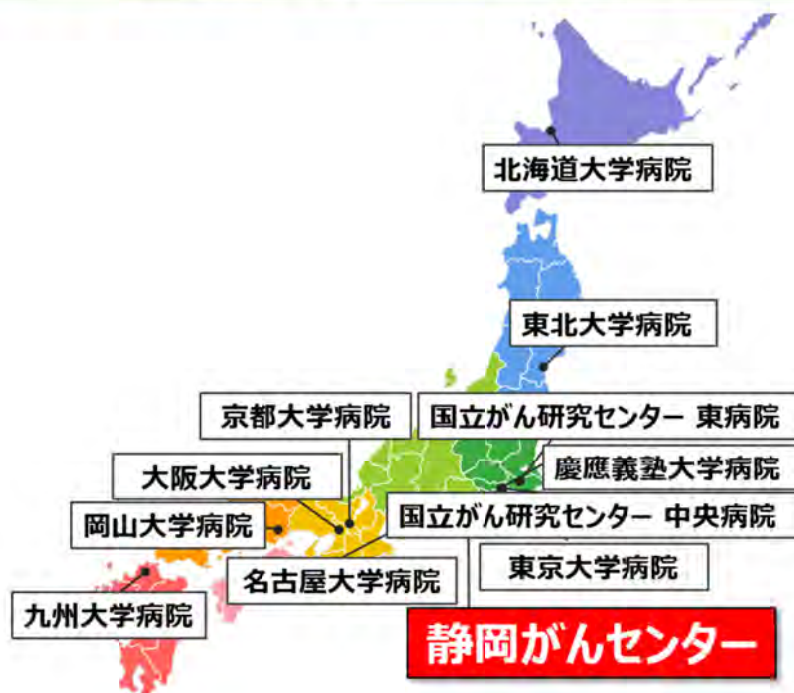 北海道大学病院
東北大学病院
京都大学病院
国立がん研究センター 東病院
大阪大学病院
慶應義塾大学病院
岡山大学病院
国立がん研究センター 中央病院
名古屋大学病院
東京大学病院
九州大学病院
静岡がんセンター